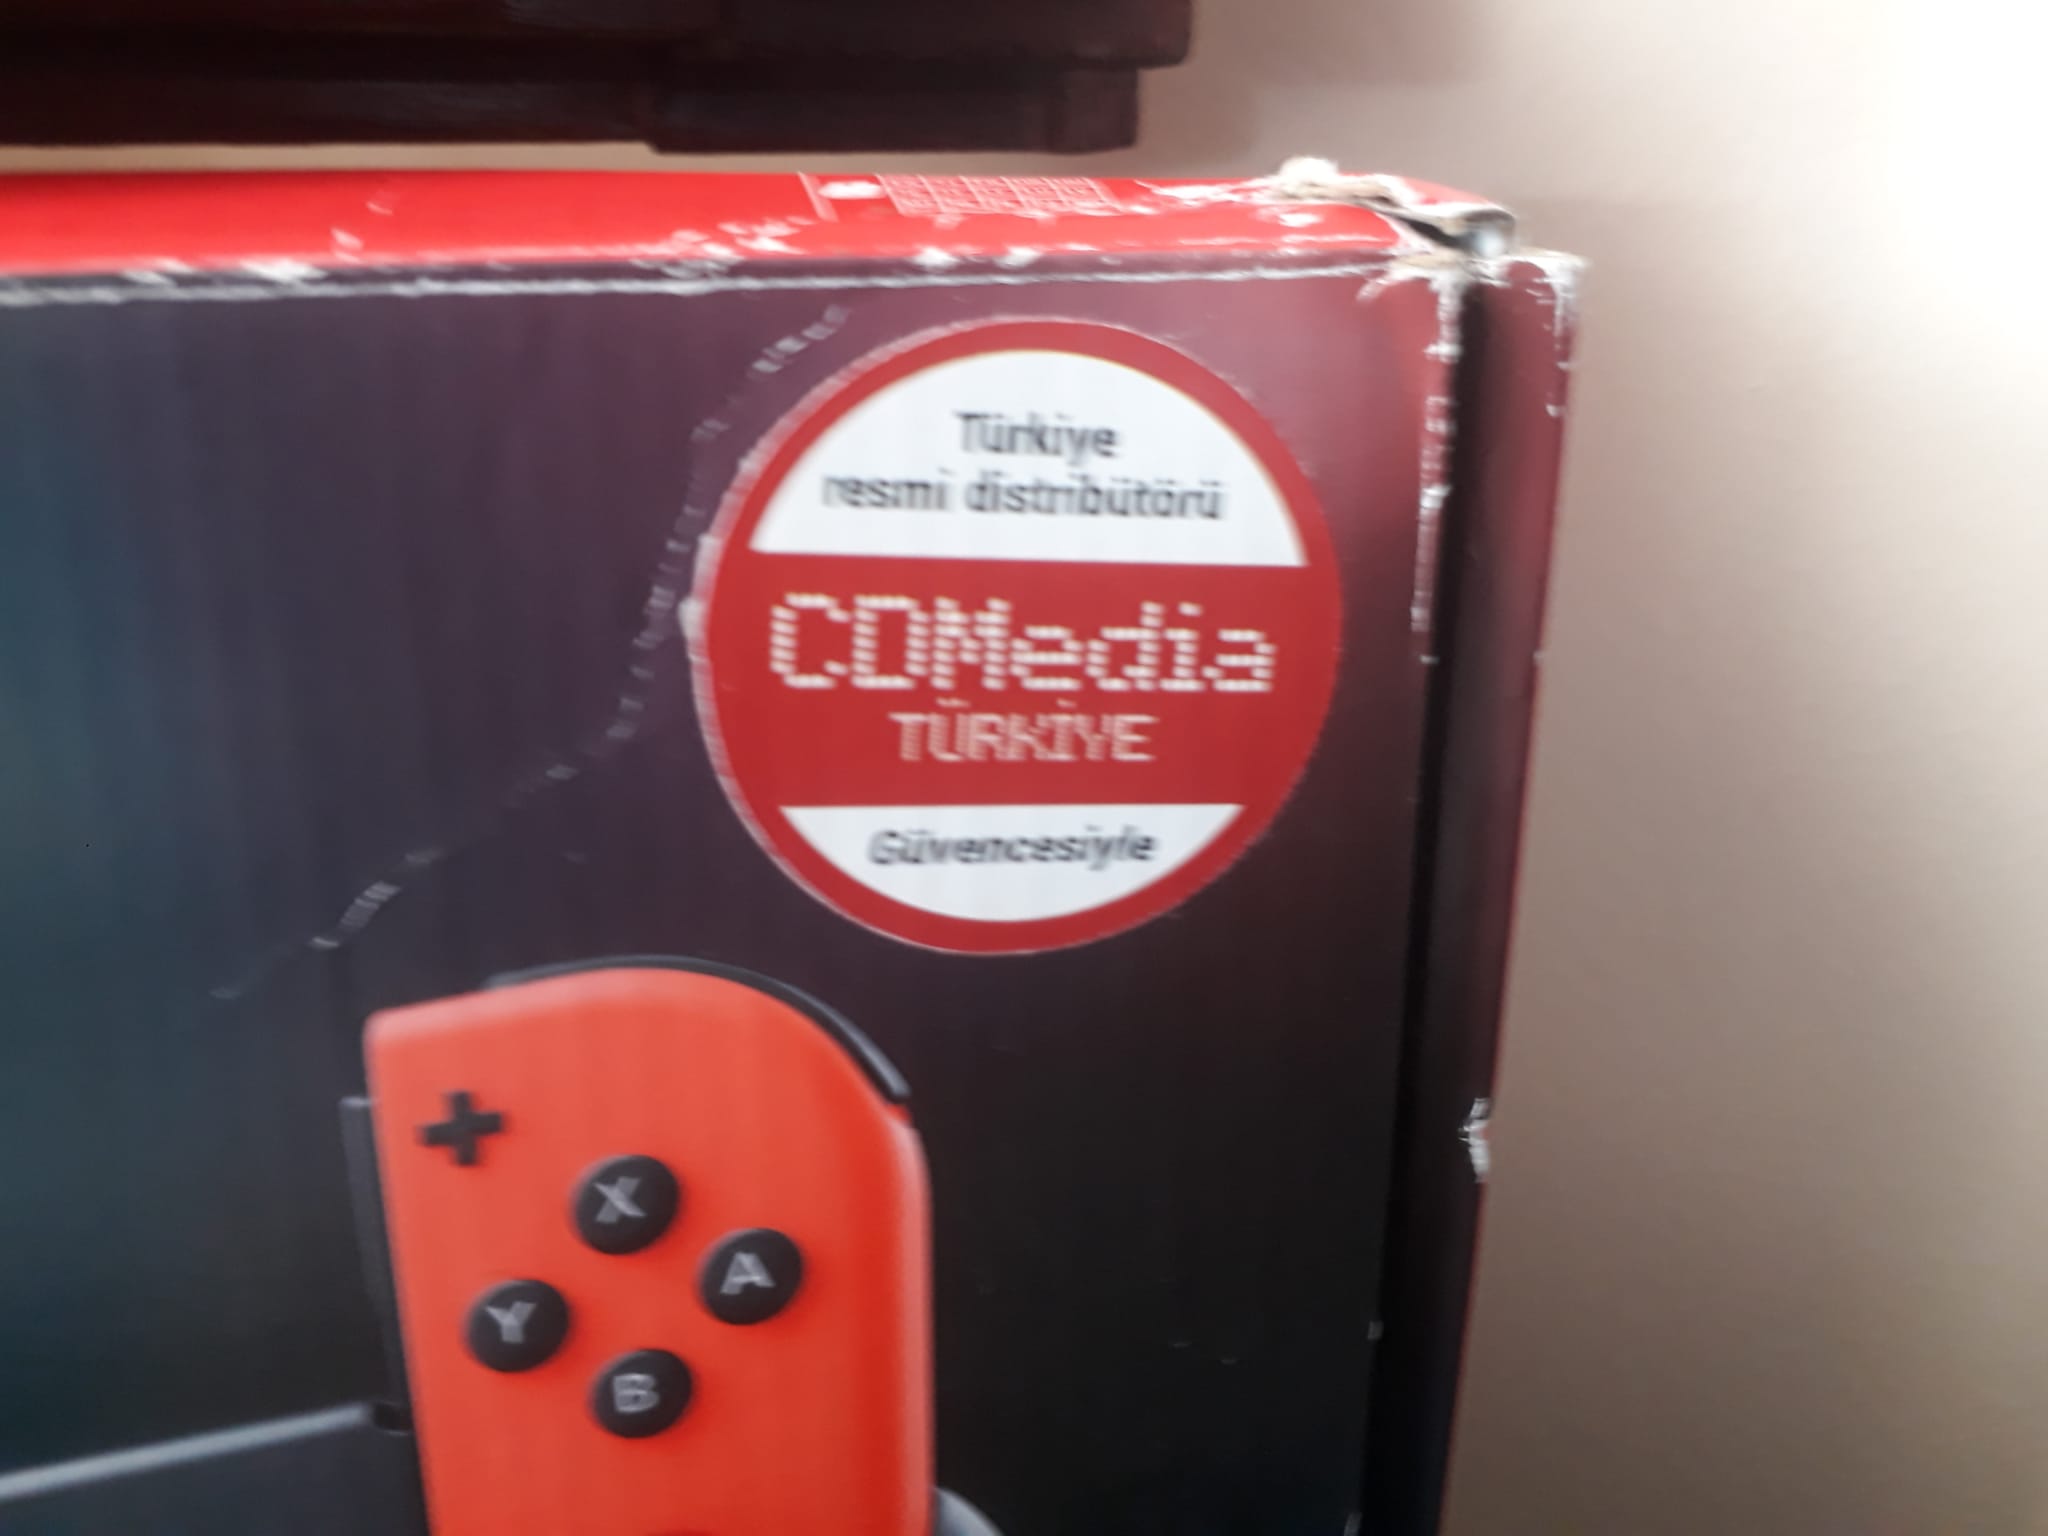 Türkiye
resmi distribütörü
CDMedia
TÜRKİYE
Güvencesiyle
X
A
Y
B